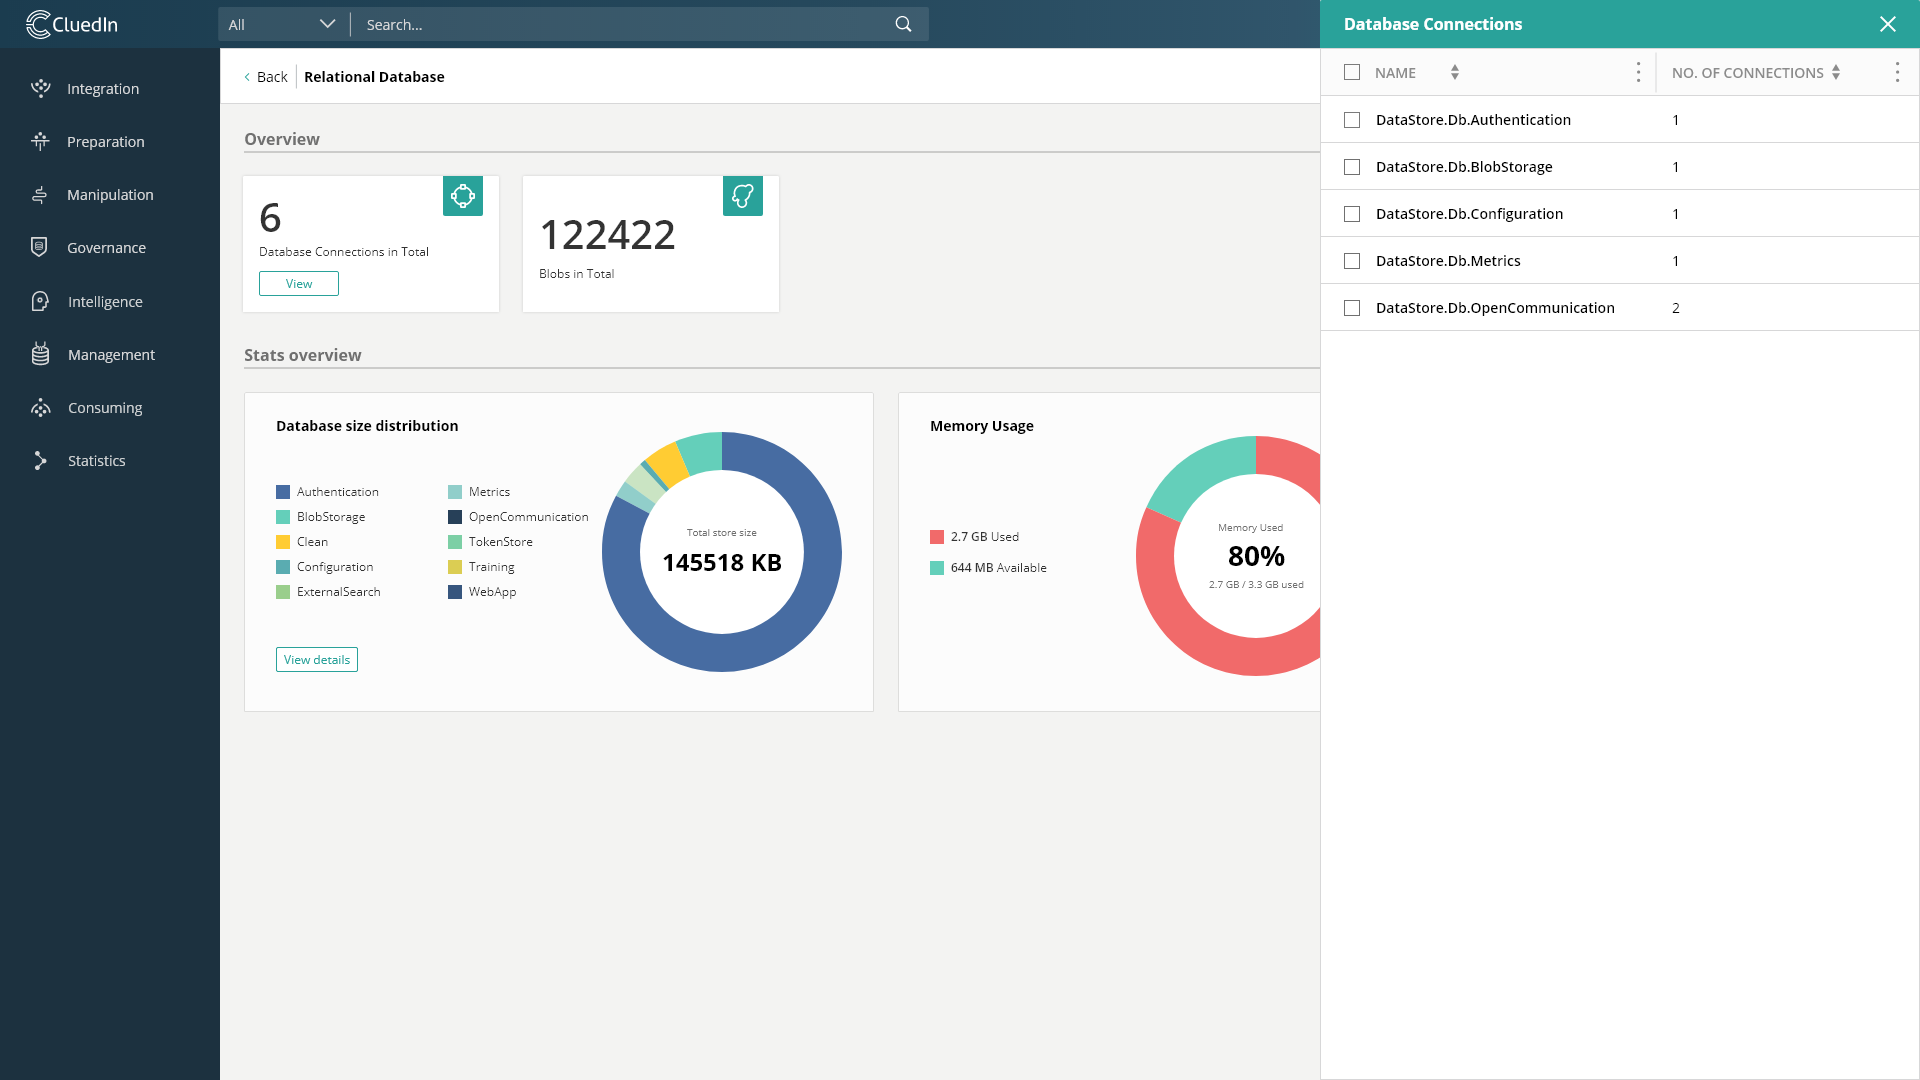 CluedIn
All
Search...
Database Connections
Integration
Preparation
Manipulation
Governance
Intelligence
Management
Consuming
Statistics
Back
Relational Database
Overview
6
Database Connections in Total
View
122422
Blobs in Total
Stats overview
Database size distribution
Authentication
BlobStorage
Clean
Configuration
ExternalSearch
Metrics
OpenCommunication
TokenStore
Training
WebApp
View details
Total store size
145518 KB
Memory Usage
2.7 GB Used
644 MB Available
Memory Used
80%
2.7 GB / 3.3 GB used
NAME NO. OF CONNECTIONS
DataStore.Db.Authentication 1
DataStore.Db.BlobStorage 1
DataStore.Db.Configuration 1
DataStore.Db.Metrics 1
DataStore.Db.OpenCommunication 2